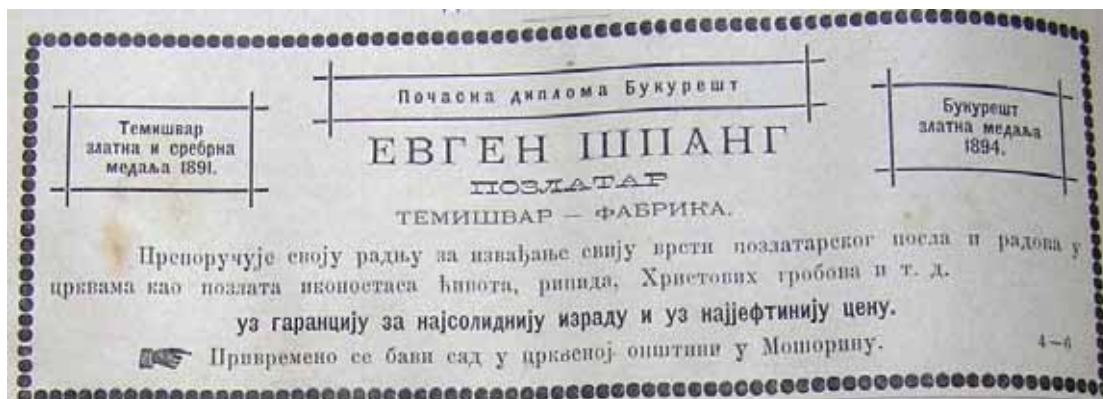 Почасна диплома Букурешт
Темишвар
златна и сребрна
медаља 1891.
ЕВГЕН ШПАНГ
ПОЗЛАТАР
ТЕМИШВАР — ФАБРИКА.
Букурешт
златна медаља
1894.
Препоручује своју радњу за извађање свију врсти позлатарског посла и радова у
црквама као позлата иконостаса ћивота, рипида, Христових гробова и т. д.
уз гаранцију за најсолиднију израду и уз најјефтинију цену.
☛ Привремено се бави сад у црквеној општини у Мошорину.
4—6